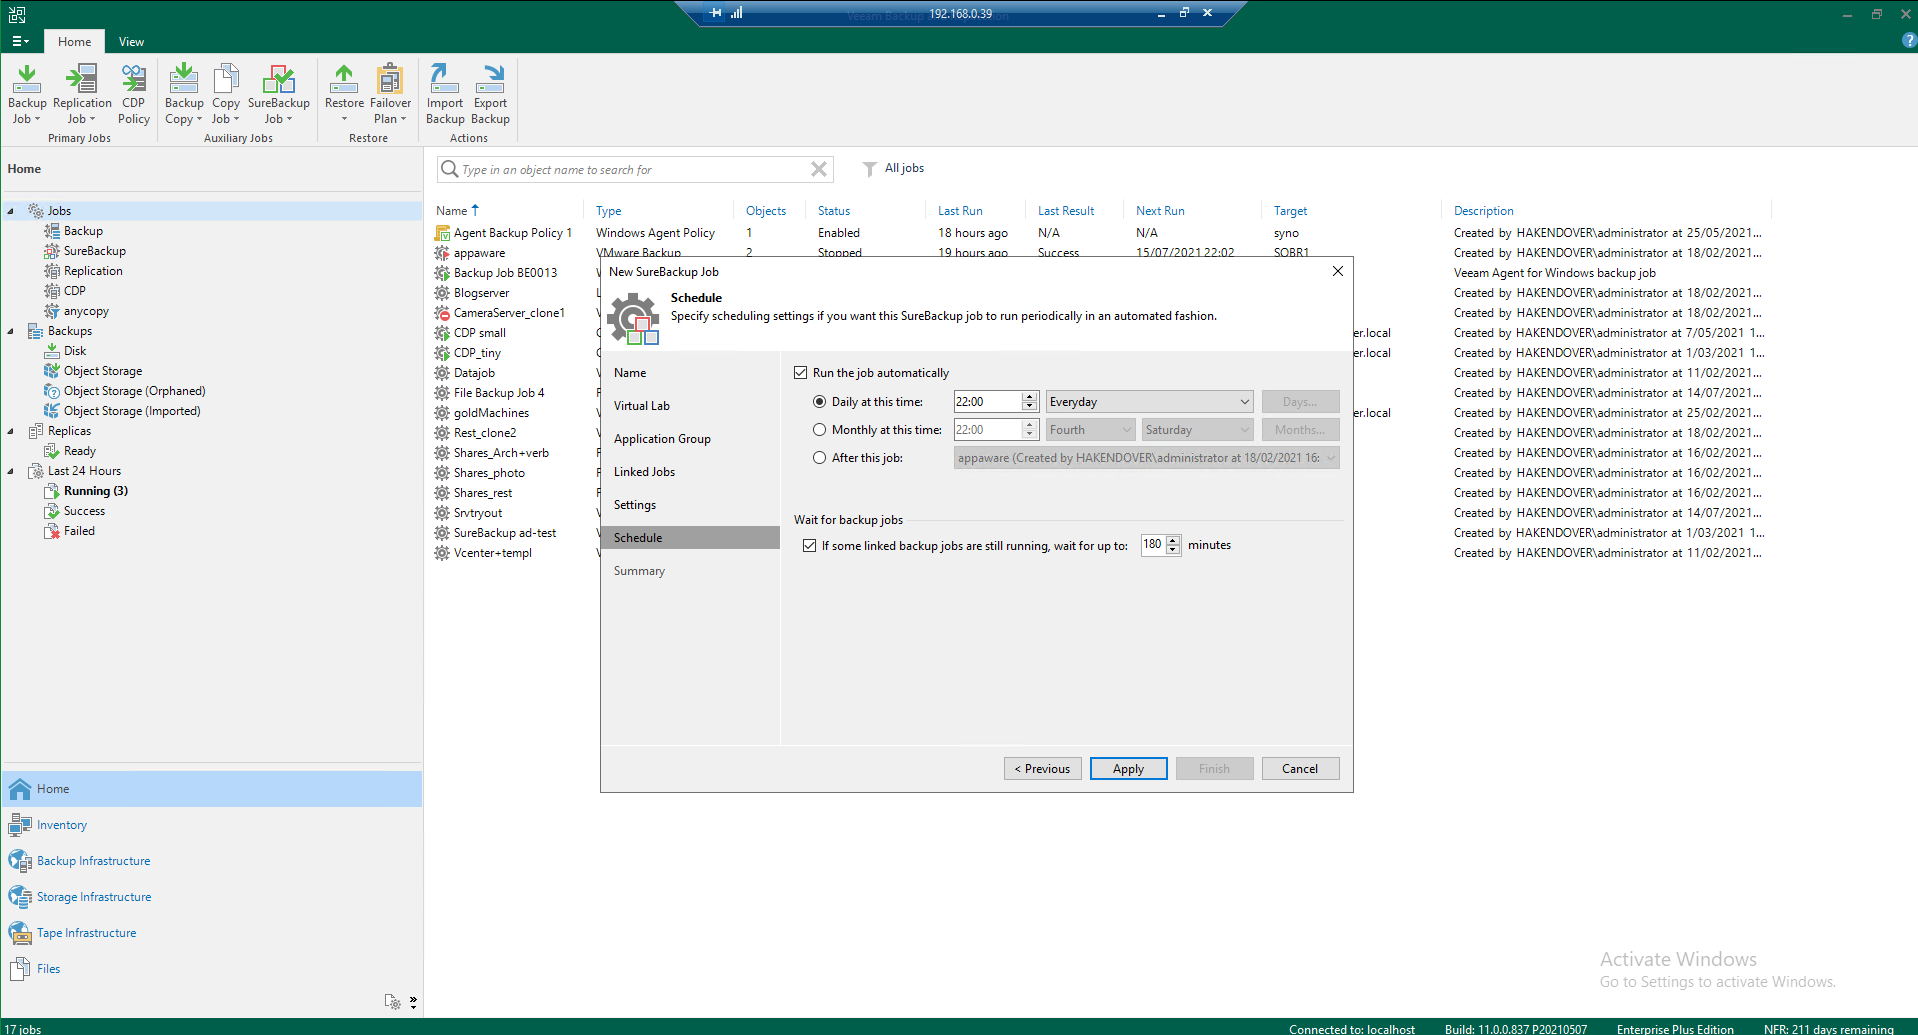 192.168.0.39
Home View
Backup Job
Replication Job
CDP Policy
Primary Jobs
Backup Copy
Copy Job
SureBackup Job
Auxiliary Jobs
Restore
Failover Plan
Restore
Import Backup
Export Backup
Actions
Home
Jobs
Backup
SureBackup
Replication
CDP
anycopy
Backups
Disk
Object Storage
Object Storage (Orphaned)
Object Storage (Imported)
Replicas
Ready
Last 24 Hours
Running (3)
Success
Failed
Home
Inventory
Backup Infrastructure
Storage Infrastructure
Tape Infrastructure
Files
Type in an object name to search for
All jobs
Name Type Objects Status Last Run Last Result Next Run Target Description
Agent Backup Policy 1 Windows Agent Policy 1 Enabled 18 hours ago N/A N/A syno Created by HAKENDOVER\administrator at 25/05/2021...
appaware VMware Backup 2 Stopped 19 hours ago Success 15/07/2021 22:02 SOBR1 Created by HAKENDOVER\administrator at 18/02/2021...
Backup Job BE0013 Veeam Agent for Windows backup job
Blogserver Created by HAKENDOVER\administrator at 18/02/2021...
CameraServer_clone1 Created by HAKENDOVER\administrator at 18/02/2021...
CDP small er.local Created by HAKENDOVER\administrator at 7/05/2021 1...
CDP_tiny er.local Created by HAKENDOVER\administrator at 1/03/2021 1...
Datajob Created by HAKENDOVER\administrator at 11/02/2021...
File Backup Job 4 Created by HAKENDOVER\administrator at 14/07/2021...
goldMachines er.local Created by HAKENDOVER\administrator at 25/02/2021...
Rest_clone2 Created by HAKENDOVER\administrator at 18/02/2021...
Shares_Arch+verb Created by HAKENDOVER\administrator at 16/02/2021...
Shares_photo Created by HAKENDOVER\administrator at 16/02/2021...
Shares_rest Created by HAKENDOVER\administrator at 16/02/2021...
Srvtryout Created by HAKENDOVER\administrator at 14/07/2021...
SureBackup ad-test Created by HAKENDOVER\administrator at 1/03/2021 1...
Vcenter+templ Created by HAKENDOVER\administrator at 11/02/2021...
New SureBackup Job
Schedule
Specify scheduling settings if you want this SureBackup job to run periodically in an automated fashion.
Name
Virtual Lab
Application Group
Linked Jobs
Settings
Schedule
Summary
Run the job automatically
Daily at this time: 22:00 Everyday Days...
Monthly at this time: 22:00 Fourth Saturday Months...
After this job: appaware (Created by HAKENDOVER\administrator at 18/02/2021 16:
Wait for backup jobs
If some linked backup jobs are still running, wait for up to: 180 minutes
< Previous Apply Finish Cancel
Activate Windows
Go to Settings to activate Windows.
17 jobs Connected to: localhost Build: 11.0.0.837 P20210507 Enterprise Plus Edition NFR: 211 days remaining